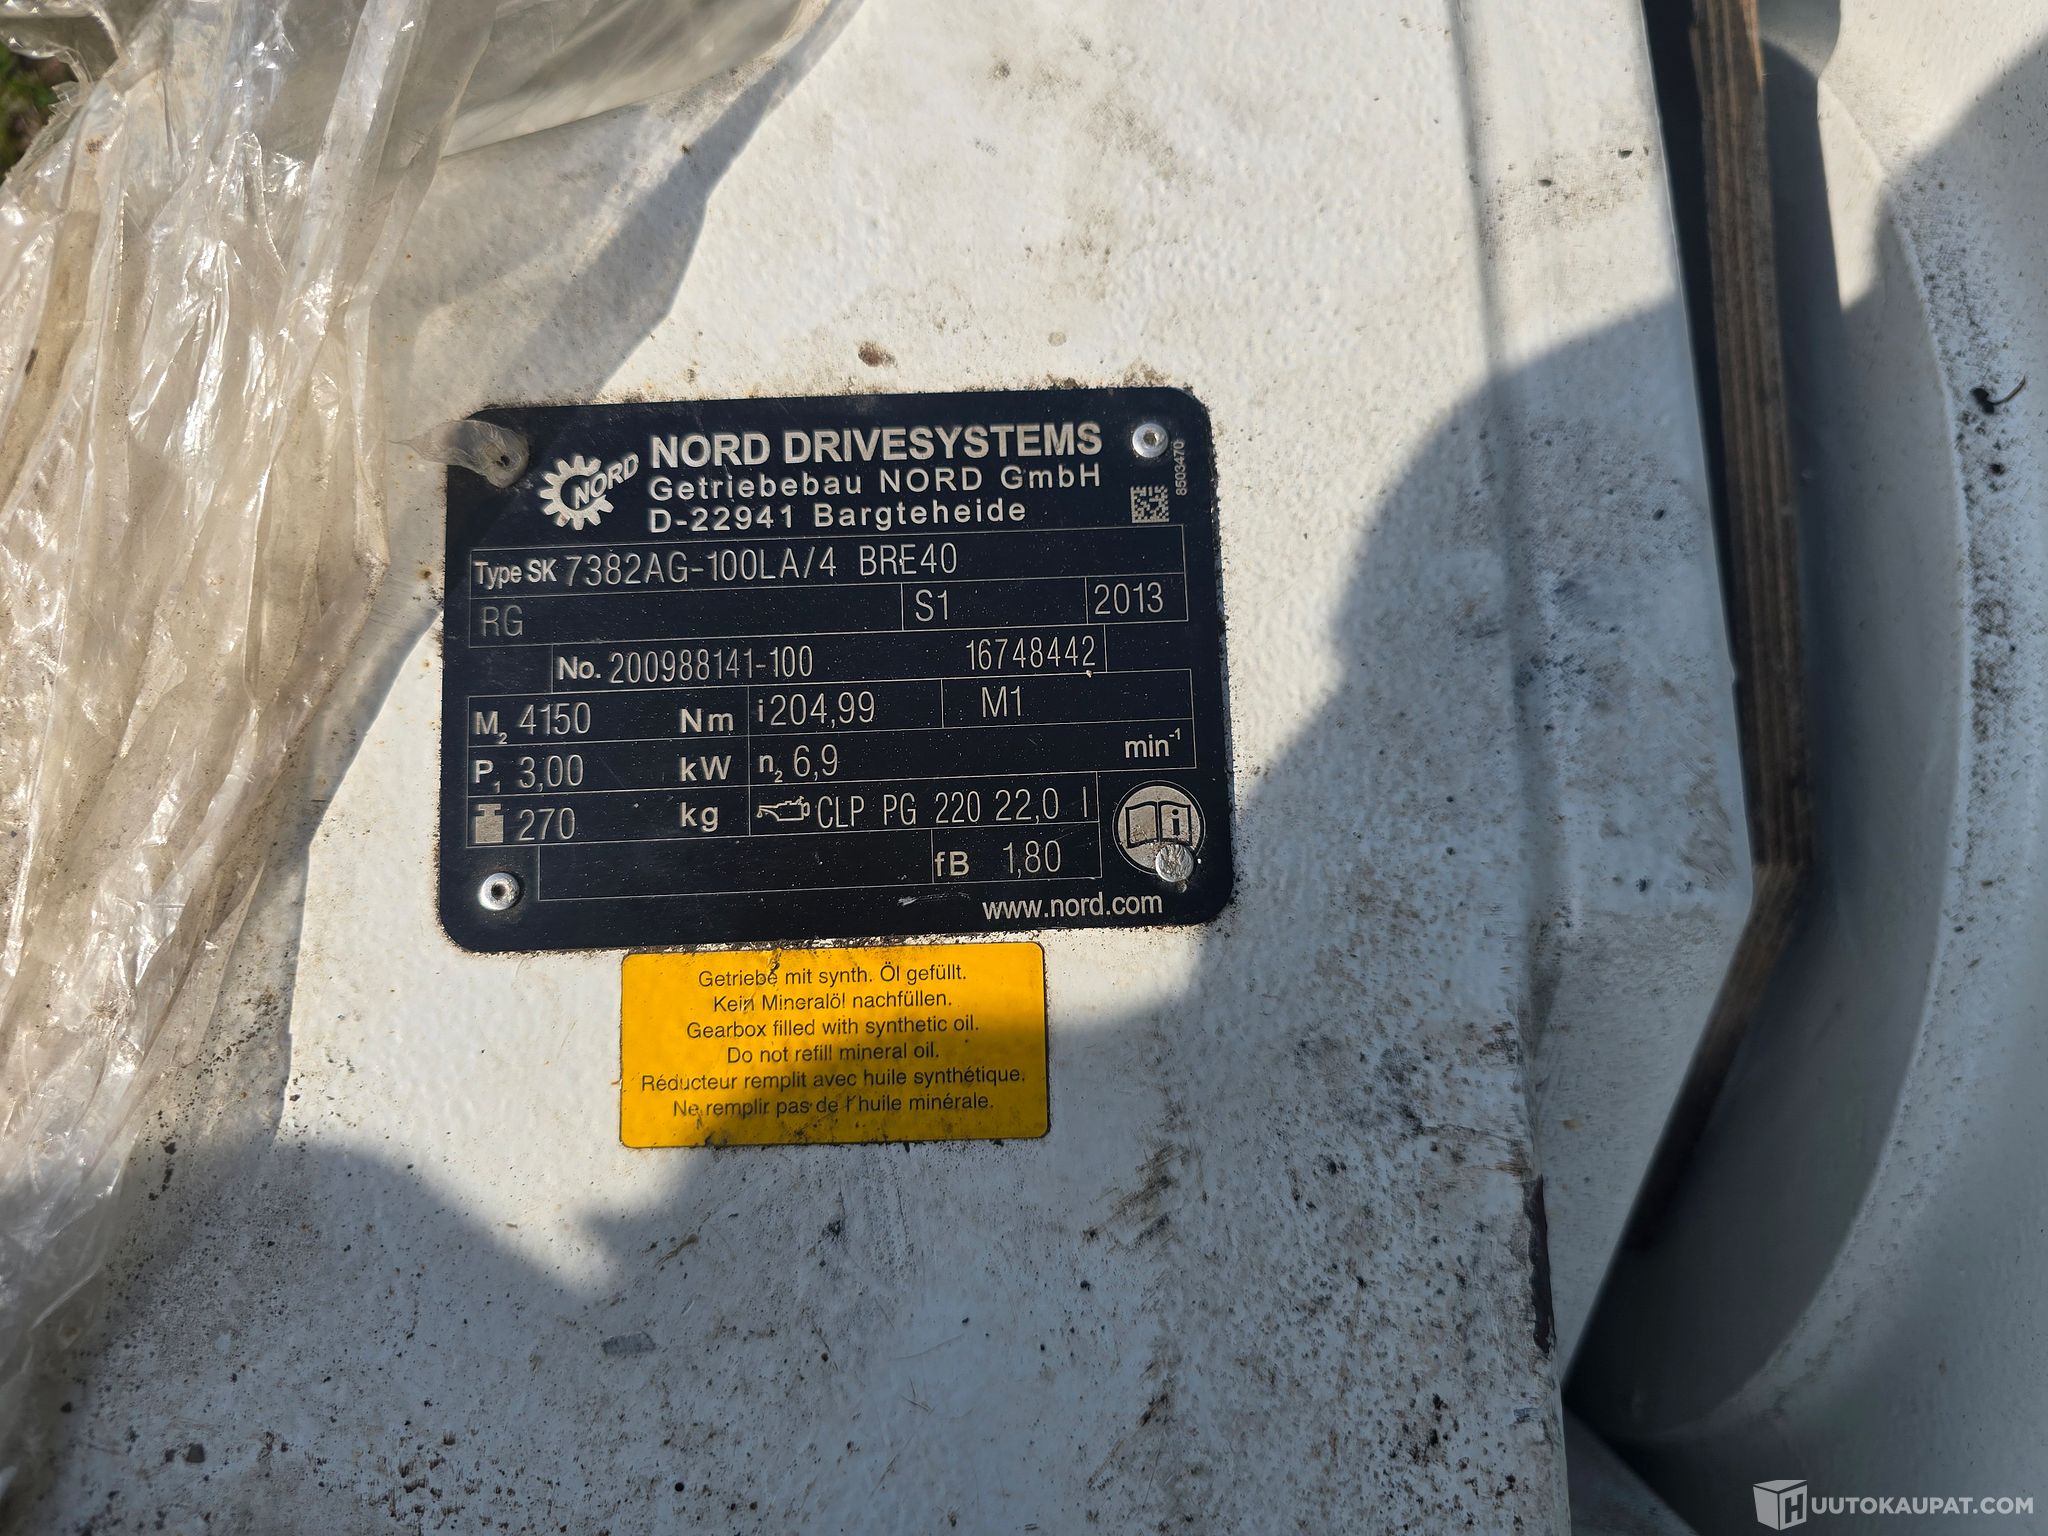 NORD
NORD DRIVESYSTEMS
Getriebebau NORD GmbH
D-22941 Bargteheide
8503470
Type SK 7382AG-100LA/4 BRE40
RG S1 2013
No. 200988141-100 16748442
M2 4150 Nm i 204,99 M1
P1 3,00 kW n2 6,9 min-1
270 kg CLP PG 220 22,0 l
i
fB 1,80
www.nord.com
Getriebe mit synth. Öl gefüllt.
Kein Mineralöl nachfüllen.
Gearbox filled with synthetic oil.
Do not refill mineral oil.
Réducteur remplit avec huile synthétique.
Ne remplir pas de l'huile minérale.
HUUTOKAUPAT.COM